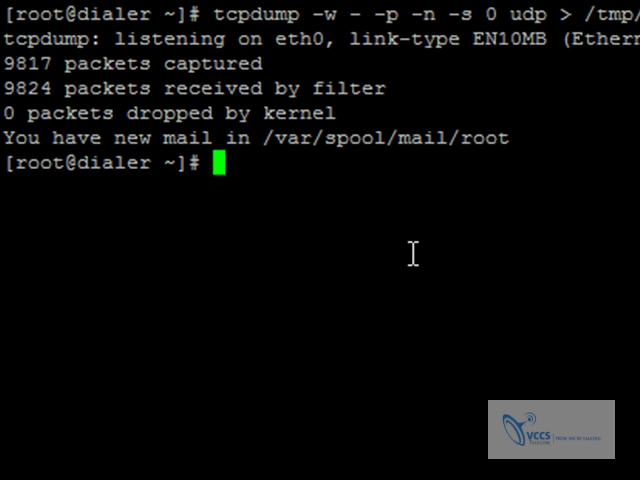 [root@dialer ~]# tcpdump -w - -p -n -s 0 udp > /tmp/
tcpdump: listening on eth0, link-type EN10MB (Ethern
9817 packets captured
9824 packets received by filter
0 packets dropped by kernel
You have new mail in /var/spool/mail/root
[root@dialer ~]#
VCCS